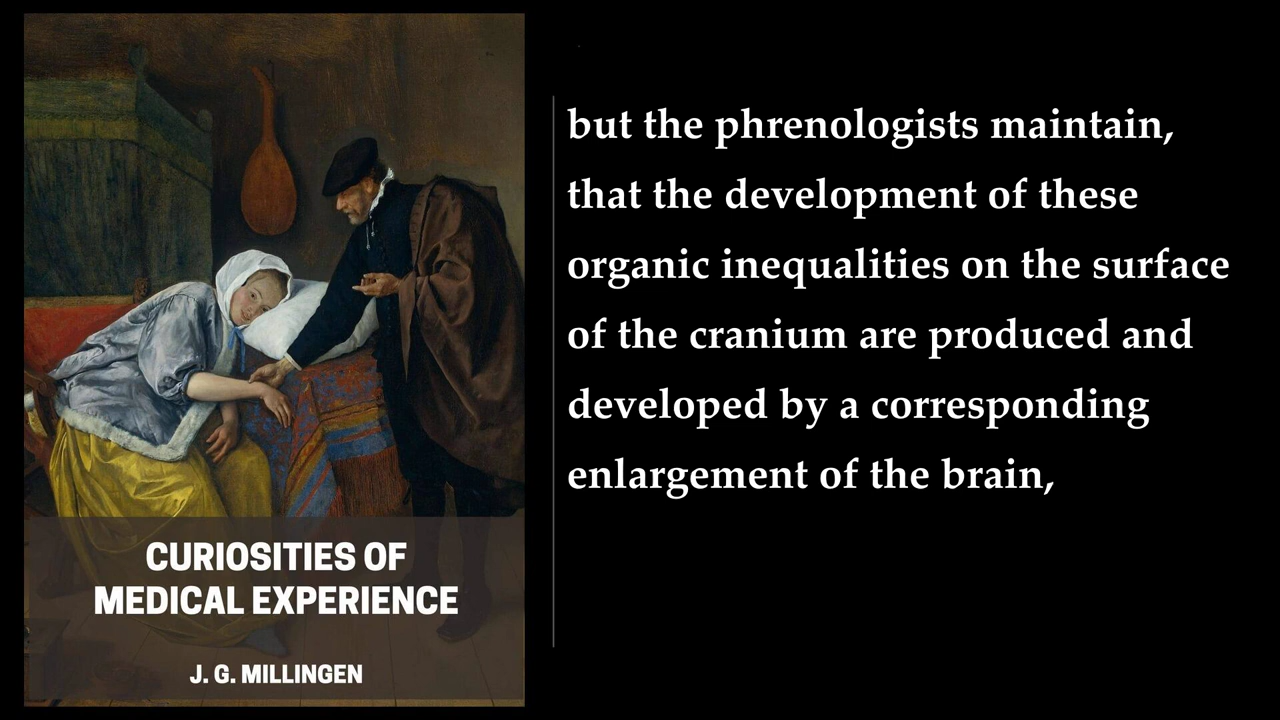 but the phrenologists maintain,
that the development of these
organic inequalities on the surface
of the cranium are produced and
developed by a corresponding
enlargement of the brain,
CURIOSITIES OF
MEDICAL EXPERIENCE
J. G. MILLINGEN